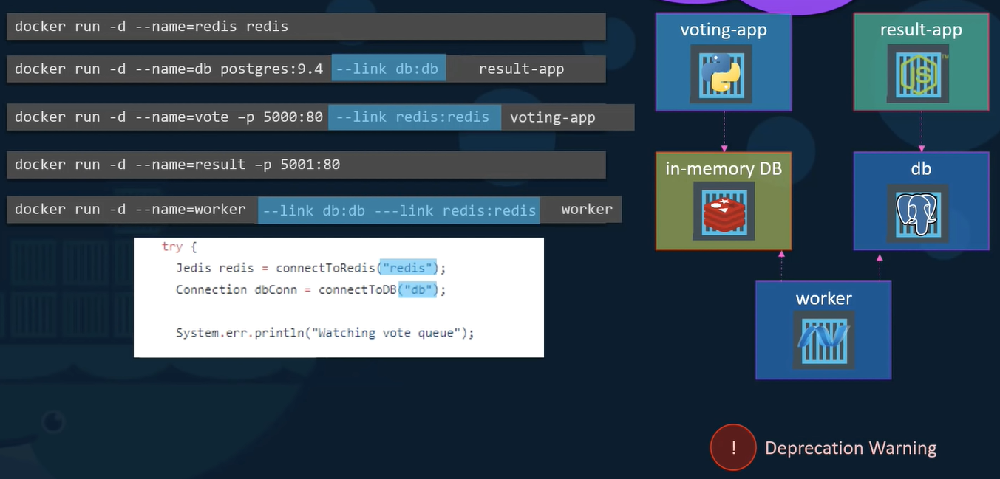 docker run -d --name=redis redis
docker run -d --name=db postgres:9.4 --link db:db result-app
docker run -d --name=vote –p 5000:80 --link redis:redis voting-app
docker run -d --name=result –p 5001:80
docker run -d --name=worker --link db:db ---link redis:redis worker
try {
Jedis redis = connectToRedis("redis");
Connection dbConn = connectToDB("db");
System.err.println("Watching vote queue");
voting-app
result-app
JS
TM
in-memory DB
db
worker
! Deprecation Warning